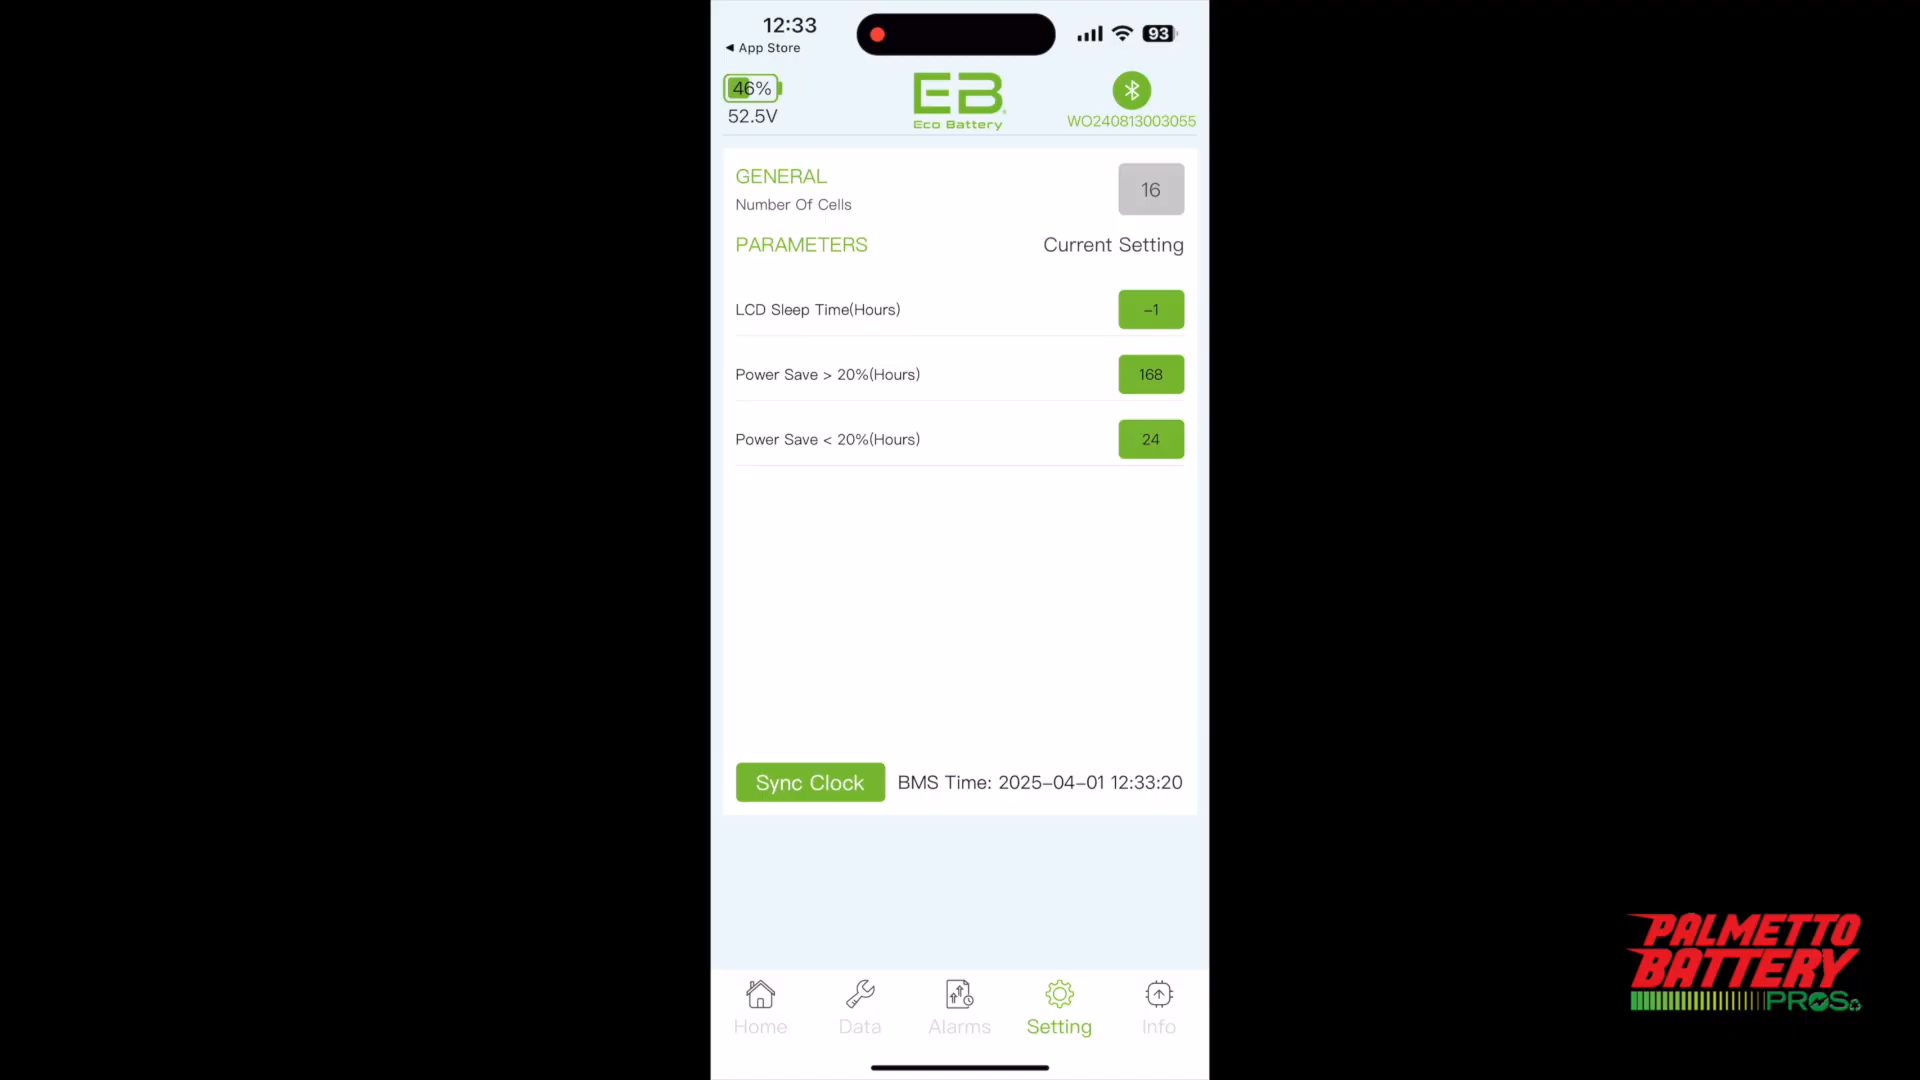 12:33
◀ App Store
93
46%
52.5V
EB
Eco Battery
WO240813003055
GENERAL
Number Of Cells
16
PARAMETERS
Current Setting
LCD Sleep Time(Hours)
-1
Power Save > 20%(Hours)
168
Power Save < 20%(Hours)
24
Sync Clock
BMS Time: 2025-04-01 12:33:20
Home
Data
Alarms
Setting
Info
PALMETTO
BATTERY
PROS